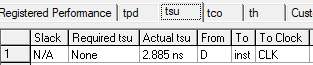 Registered Performance tpd tsu tco th Cust
Slack Required tsu Actual tsu From To To Clock
1 N/A None 2.885 ns D inst CLK